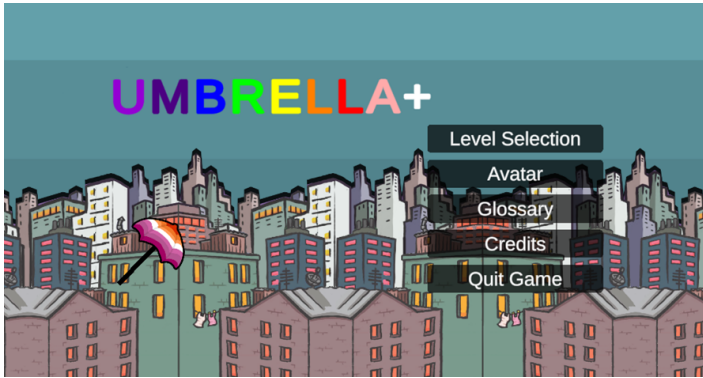 UMBRELLA+
Level Selection
Avatar
Glossary
Credits
Quit Game